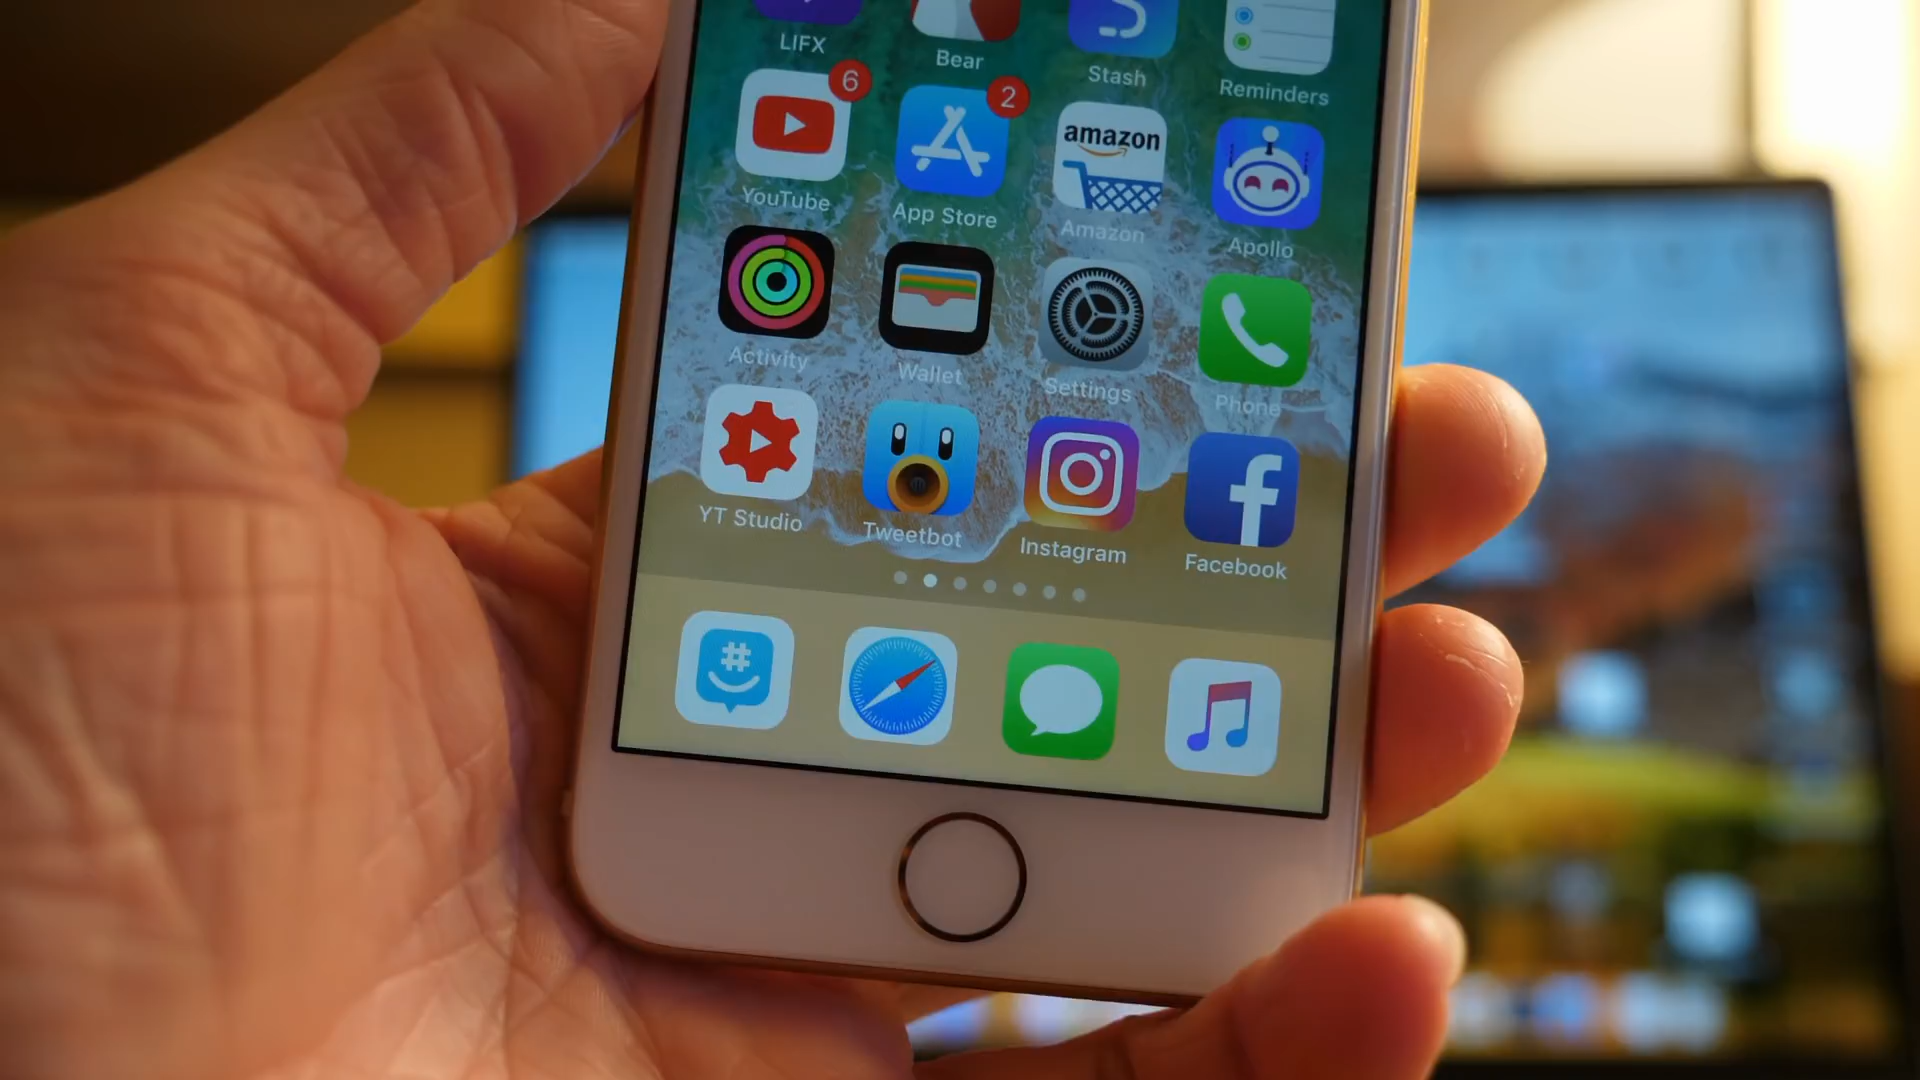 LIFX
Bear
Stash
Reminders
6
2
amazon
YouTube
App Store
Amazon
Apollo
Activity
Wallet
Settings
Phone
YT Studio
Tweetbot
Instagram
Facebook
#